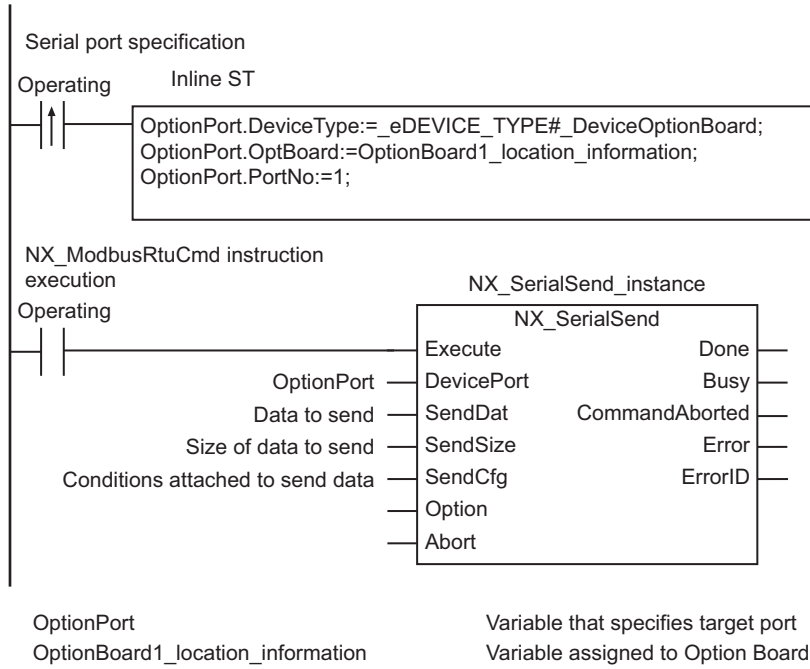 Serial port specification
Operating
Inline ST
OptionPort.DeviceType:=_eDEVICE_TYPE#_DeviceOptionBoard;
OptionPort.OptBoard:=OptionBoard1_location_information;
OptionPort.PortNo:=1;
NX_ModbusRtuCmd instruction
execution
Operating
NX_SerialSend_instance
NX_SerialSend
Execute Done
OptionPort DevicePort Busy
Data to send SendDat CommandAborted
Size of data to send SendSize Error
Conditions attached to send data SendCfg ErrorID
Option
Abort
OptionPort Variable that specifies target port
OptionBoard1_location_information Variable assigned to Option Board